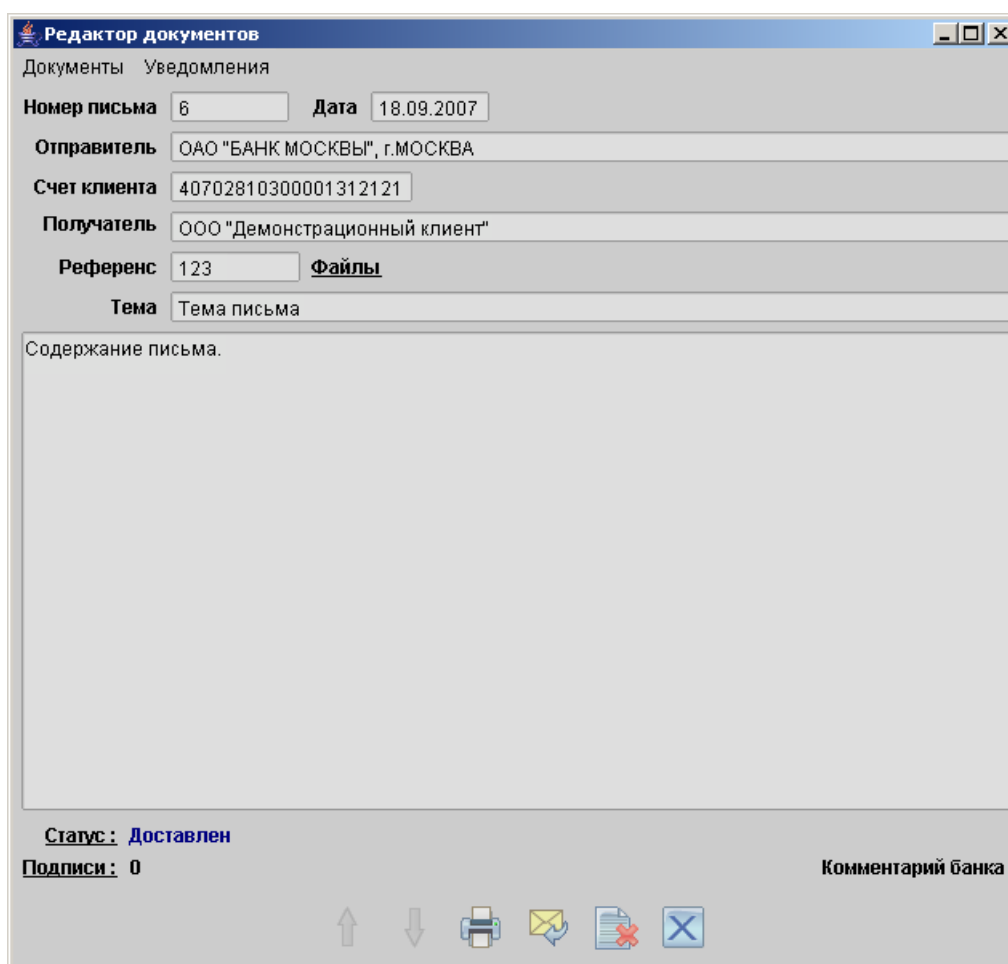 Редактор документов
Документы Уведомления
Номер письма 6 Дата 18.09.2007
Отправитель ОАО "БАНК МОСКВЫ", г.МОСКВА
Счет клиента 40702810300001312121
Получатель ООО "Демонстрационный клиент"
Референс 123 Файлы
Тема Тема письма
Содержание письма.
Статус: Доставлен
Подписи: 0 Комментарий банка